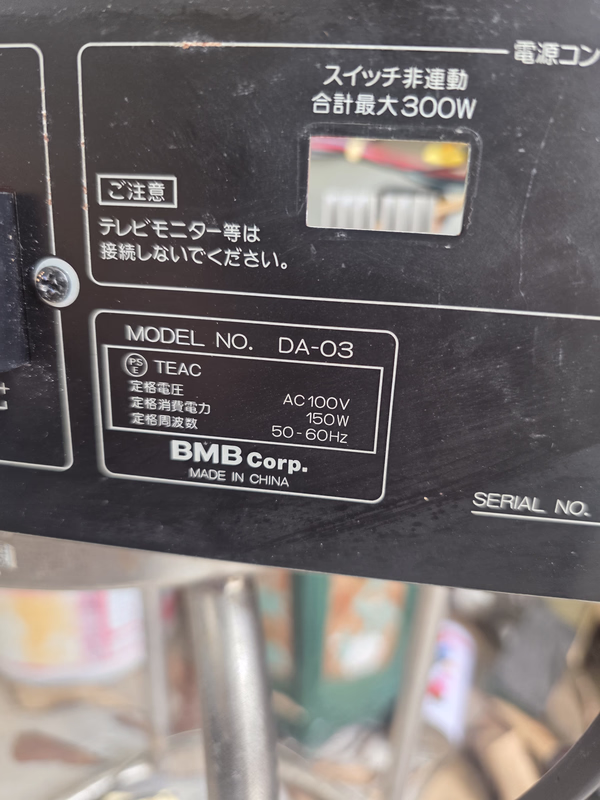 電源コン
スイッチ非連動
合計最大300W
ご注意
テレビモニター等は
接続しないでください。
MODEL NO. DA-03
PS
E TEAC
定格電圧 AC100V
定格消費電力 150W
定格周波数 50-60Hz
BMB Corp.
MADE IN CHINA
SERIAL NO.